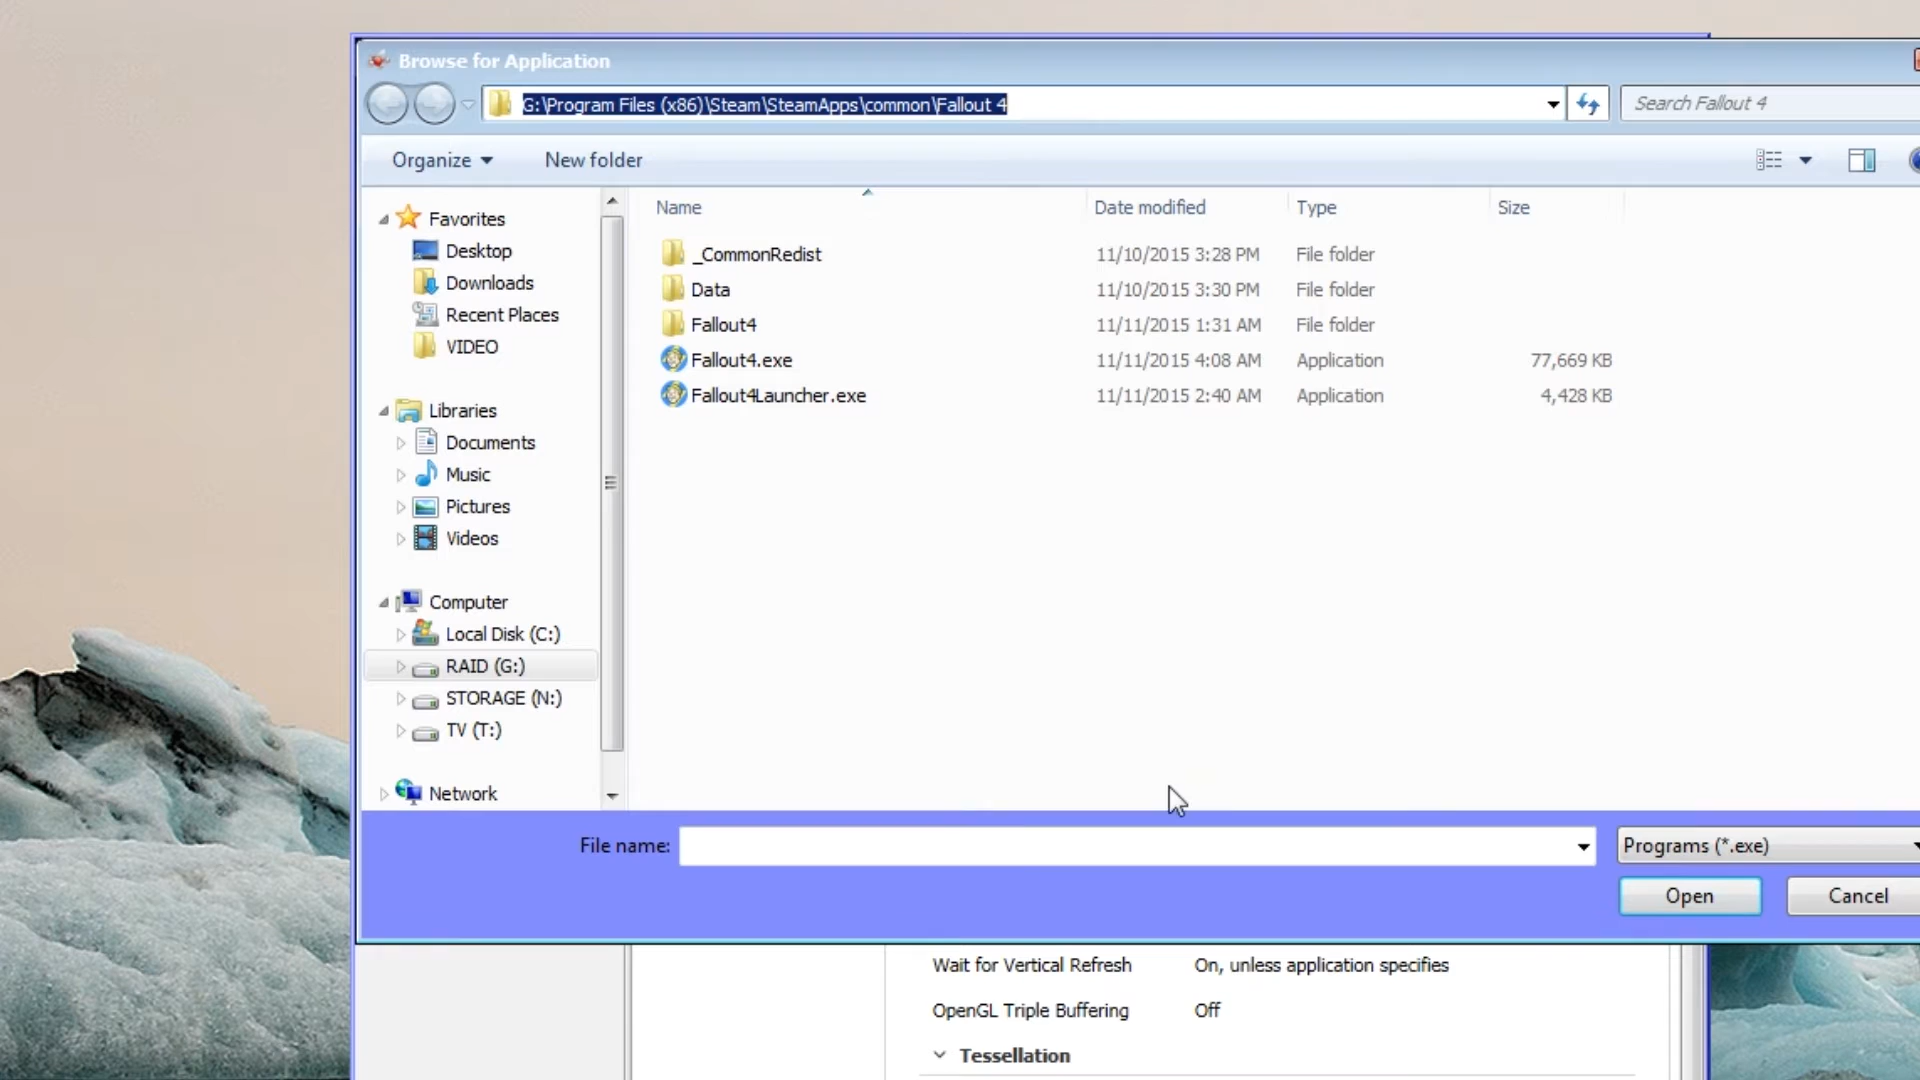 Browse for Application
G:\Program Files (x86)\Steam\SteamApps\common\Fallout 4
Search Fallout 4
Organize
New folder
Name Date modified Type Size
Favorites
Desktop
Downloads
Recent Places
VIDEO
Libraries
Documents
Music
Pictures
Videos
Computer
Local Disk (C:)
RAID (G:)
STORAGE (N:)
TV (T:)
Network
_CommonRedist 11/10/2015 3:28 PM File folder
Data 11/10/2015 3:30 PM File folder
Fallout4 11/11/2015 1:31 AM File folder
Fallout4.exe 11/11/2015 4:08 AM Application 77,669 KB
Fallout4Launcher.exe 11/11/2015 2:40 AM Application 4,428 KB
File name:
Programs (*.exe)
Open Cancel
Wait for Vertical Refresh On, unless application specifies
OpenGL Triple Buffering Off
Tessellation